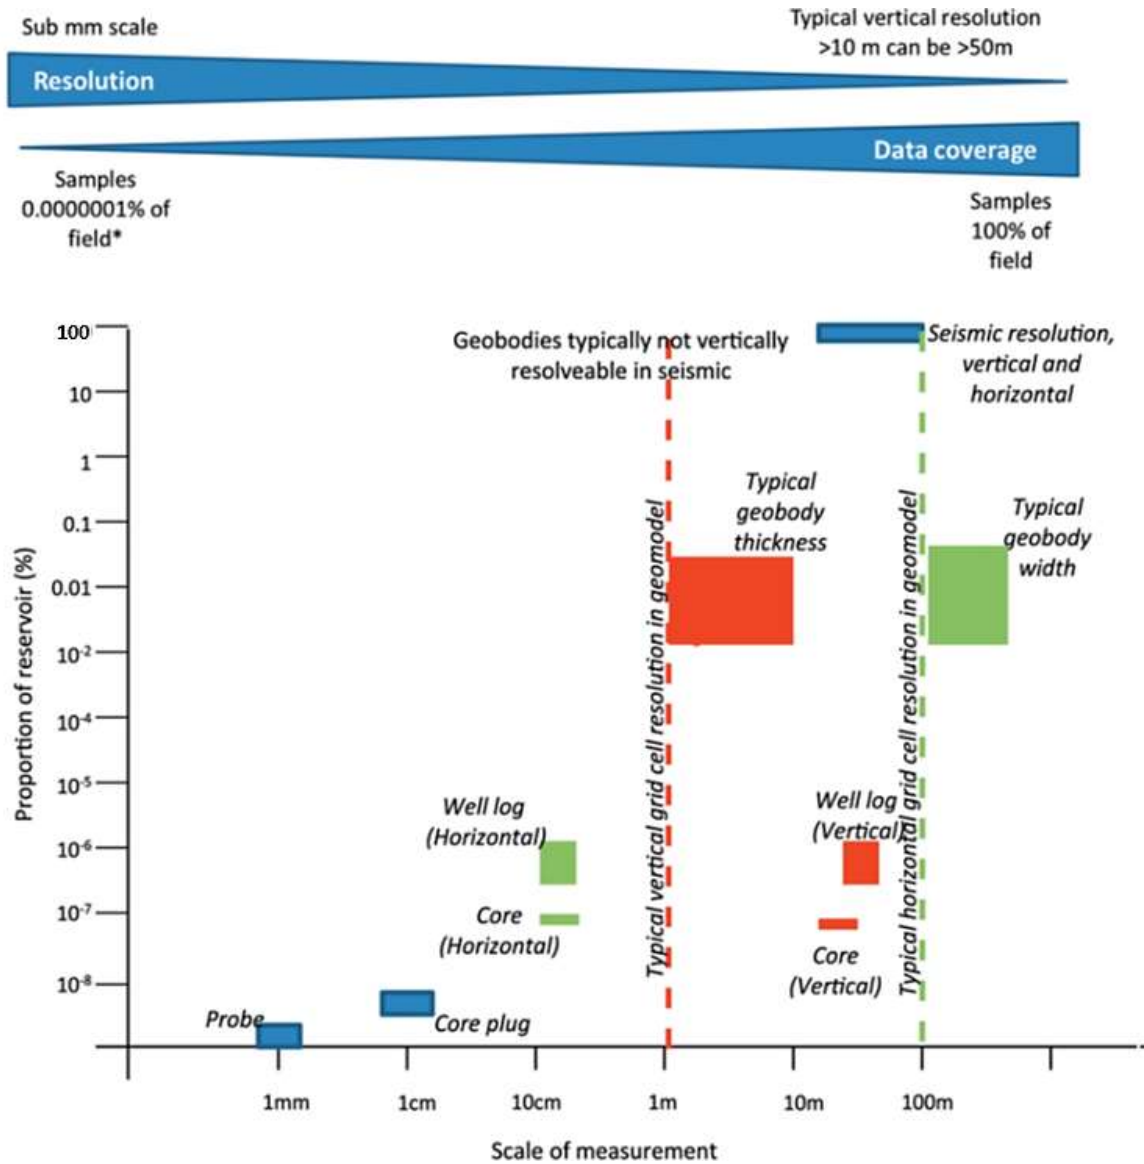 Sub mm scale
Typical vertical resolution
>10 m can be >50m
Resolution
Data coverage
Samples
0.0000001% of
field*
Samples
100% of
field
Geobodies typically not vertically
resolveable in seismic
Seismic resolution,
vertical and
horizontal
Typical
geobody
thickness
Typical
geobody
width
Typical vertical grid cell resolution in geomodel
Typical horizontal grid cell resolution in geomodel
Well log
(Horizontal)
Well log
(Vertical)
Core
(Horizontal)
Core
(Vertical)
Probe
Core plug
Proportion of reservoir (%)
100
10
1
0.1
0.01
10⁻²
10⁻⁴
10⁻⁵
10⁻⁶
10⁻⁷
10⁻⁸
1mm
1cm
10cm
1m
10m
100m
Scale of measurement